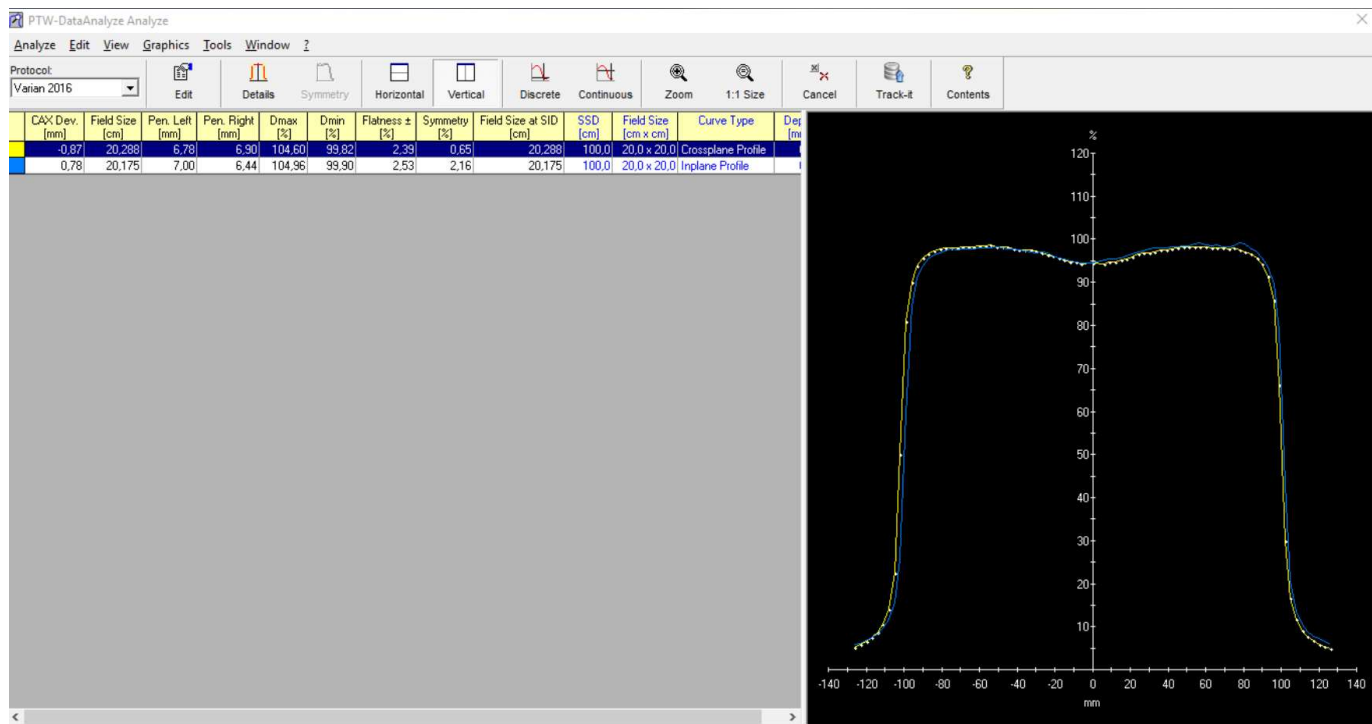 PTW-DataAnalyze Analyze
Analyze Edit View Graphics Tools Window ?
Protocol:
Varian 2016
Edit Details Symmetry Horizontal Vertical Discrete Continuous Zoom 1:1 Size Cancel Track-it Contents
CAX Dev. [mm] Field Size [cm] Pen. Left [mm] Pen. Right [mm] Dmax [%] Dmin [%] Flatness ± [%] Symmetry [%] Field Size at SID [cm] SSD [cm] Field Size [cm x cm] Curve Type
-0,87 20,288 6,78 6,90 104,60 99,82 2,39 0,65 20,288 100,0 20,0 x 20,0 Crossplane Profile
0,78 20,175 7,00 6,44 104,96 99,90 2,53 2,16 20,175 100,0 20,0 x 20,0 Inplane Profile
%
120
110
100
90
80
70
60
50
40
30
20
10
-140 -120 -100 -80 -60 -40 -20 0 20 40 60 80 100 120 140
mm